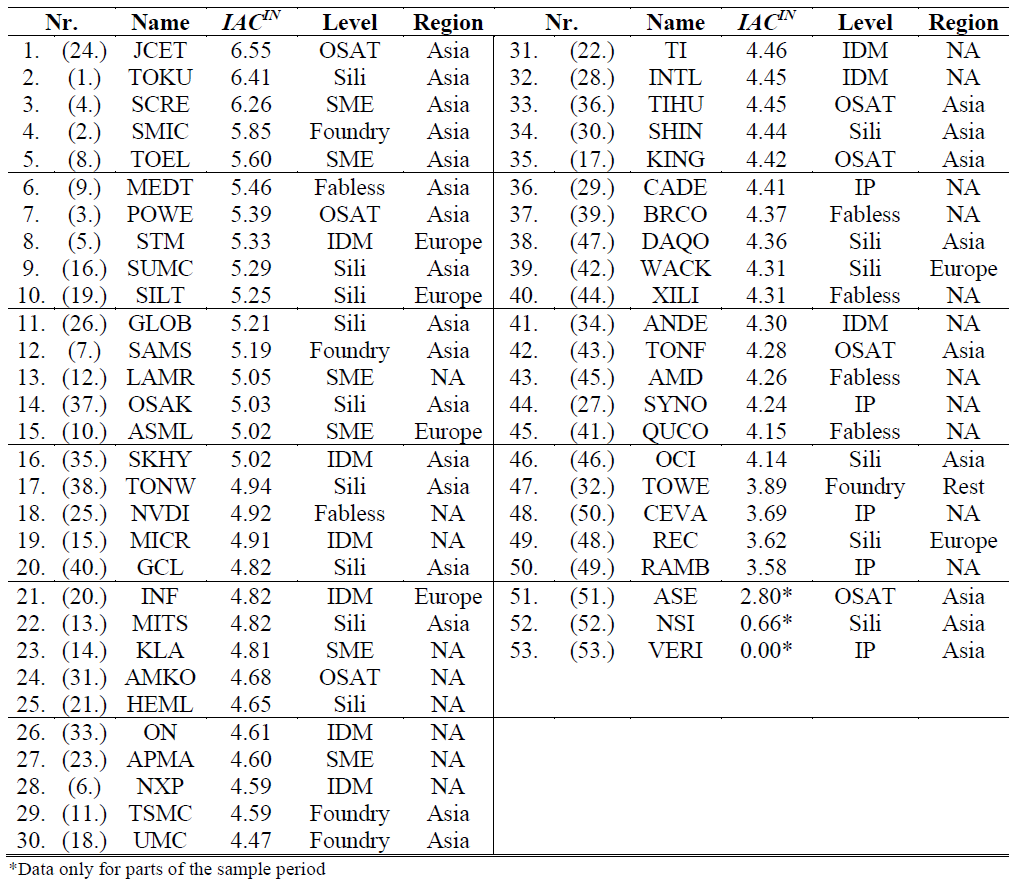 Nr. Name IAC^IN Level Region Nr. Name IAC^IN Level Region
1. (24.) JCET 6.55 OSAT Asia 31. (22.) TI 4.46 IDM NA
2. (1.) TOKU 6.41 Sili Asia 32. (28.) INTL 4.45 IDM NA
3. (4.) SCRE 6.26 SME Asia 33. (36.) TIHU 4.45 OSAT Asia
4. (2.) SMIC 5.85 Foundry Asia 34. (30.) SHIN 4.44 Sili Asia
5. (8.) TOEL 5.60 SME Asia 35. (17.) KING 4.42 OSAT Asia
6. (9.) MEDT 5.46 Fabless Asia 36. (29.) CADE 4.41 IP NA
7. (3.) POWE 5.39 OSAT Asia 37. (39.) BRCO 4.37 Fabless NA
8. (5.) STM 5.33 IDM Europe 38. (47.) DAQO 4.36 Sili Asia
9. (16.) SUMC 5.29 Sili Asia 39. (42.) WACK 4.31 Sili Europe
10. (19.) SILT 5.25 Sili Europe 40. (44.) XILI 4.31 Fabless NA
11. (26.) GLOB 5.21 Sili Asia 41. (34.) ANDE 4.30 IDM NA
12. (7.) SAMS 5.19 Foundry Asia 42. (43.) TONF 4.28 OSAT Asia
13. (12.) LAMR 5.05 SME NA 43. (45.) AMD 4.26 Fabless NA
14. (37.) OSAK 5.03 Sili Asia 44. (27.) SYNO 4.24 IP NA
15. (10.) ASML 5.02 SME Europe 45. (41.) QUCO 4.15 Fabless NA
16. (35.) SKHY 5.02 IDM Asia 46. (46.) OCI 4.14 Sili Asia
17. (38.) TONW 4.94 Sili Asia 47. (32.) TOWE 3.89 Foundry Rest
18. (25.) NVDI 4.92 Fabless NA 48. (50.) CEVA 3.69 IP NA
19. (15.) MICR 4.91 IDM NA 49. (48.) REC 3.62 Sili Europe
20. (40.) GCL 4.82 Sili Asia 50. (49.) RAMB 3.58 IP NA
21. (20.) INF 4.82 IDM Europe 51. (51.) ASE 2.80* OSAT Asia
22. (13.) MITS 4.82 Sili Asia 52. (52.) NSI 0.66* Sili Asia
23. (14.) KLA 4.81 SME NA 53. (53.) VERI 0.00* IP Asia
24. (31.) AMKO 4.68 OSAT NA
25. (21.) HEML 4.65 Sili NA
26. (33.) ON 4.61 IDM NA
27. (23.) APMA 4.60 SME NA
28. (6.) NXP 4.59 IDM NA
29. (11.) TSMC 4.59 Foundry Asia
30. (18.) UMC 4.47 Foundry Asia
*Data only for parts of the sample period